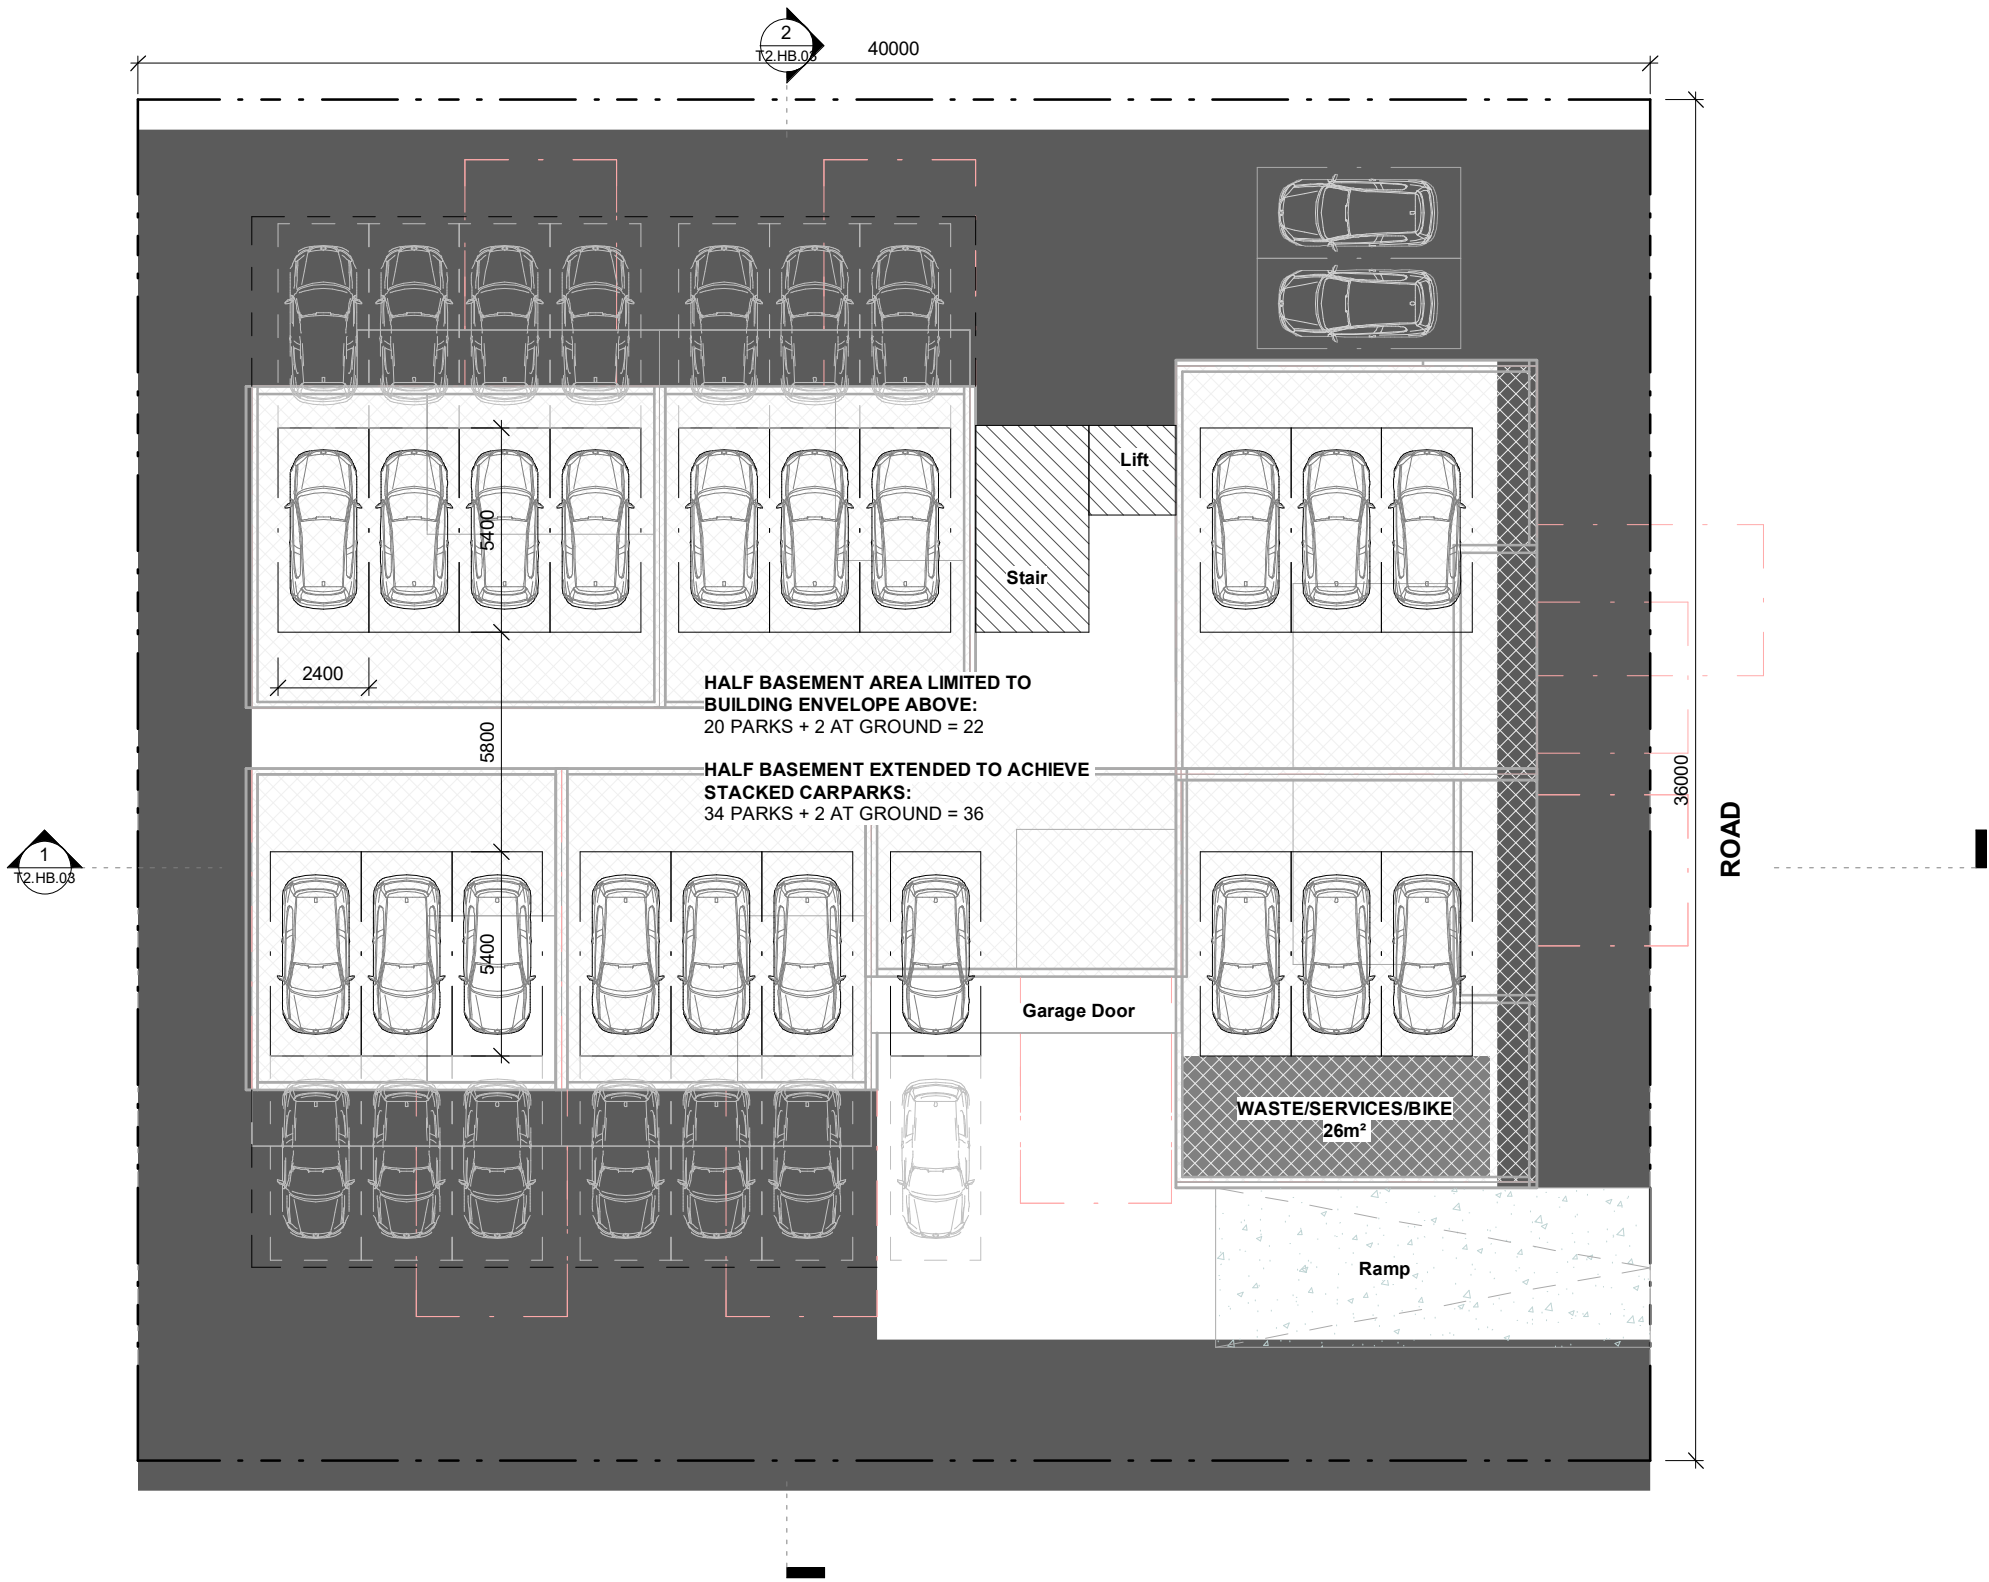 2
T2.HB.03
40000
Lift
5400
Stair
2400
HALF BASEMENT AREA LIMITED TO
BUILDING ENVELOPE ABOVE:
20 PARKS + 2 AT GROUND = 22
5800
HALF BASEMENT EXTENDED TO ACHIEVE
STACKED CARPARKS:
34 PARKS + 2 AT GROUND = 36
36000
ROAD
1
T2.HB.03
5400
Garage Door
WASTE/SERVICES/BIKE
26m²
Ramp